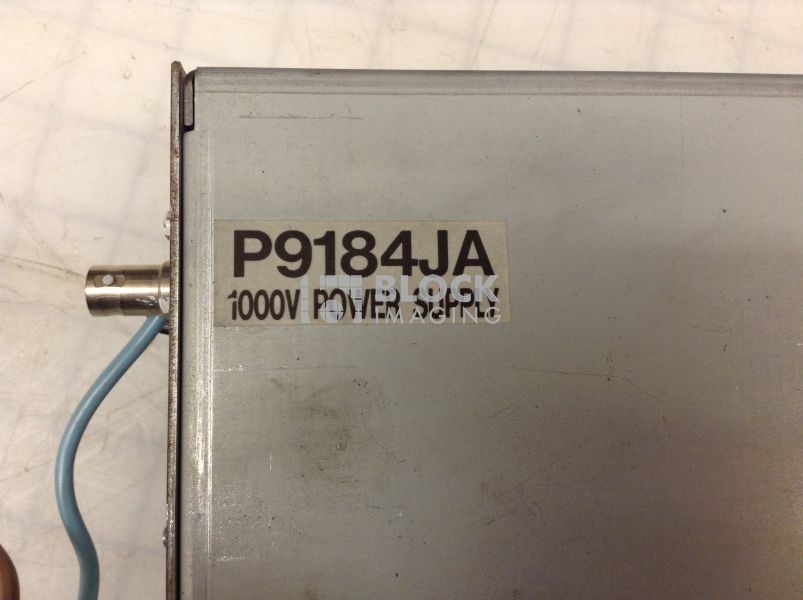 P9184JA
1000V POWER SUPPLY
BLOCK
IMAGING